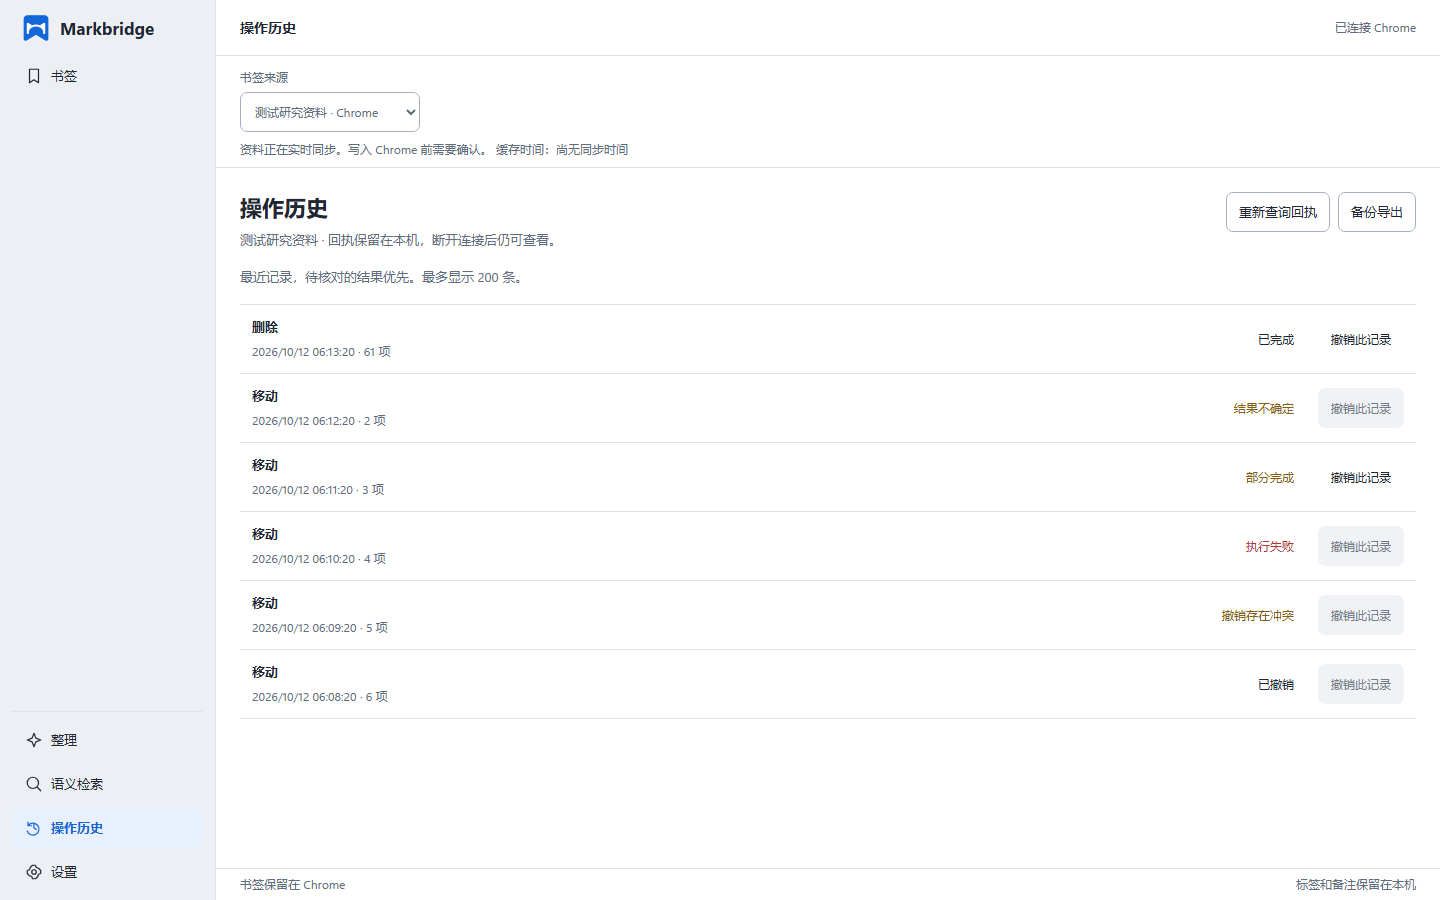 Markbridge
书签
整理
语义检索
操作历史
设置
操作历史
已连接 Chrome
书签来源
测试研究资料 · Chrome
资料正在实时同步。写入 Chrome 前需要确认。 缓存时间：尚无同步时间
操作历史
重新查询回执
备份导出
测试研究资料 · 回执保留在本机，断开连接后仍可查看。
最近记录，待核对的结果优先。最多显示 200 条。
删除
2026/10/12 06:13:20 · 61 项
已完成
撤销此记录
移动
2026/10/12 06:12:20 · 2 项
结果不确定
撤销此记录
移动
2026/10/12 06:11:20 · 3 项
部分完成
撤销此记录
移动
2026/10/12 06:10:20 · 4 项
执行失败
撤销此记录
移动
2026/10/12 06:09:20 · 5 项
撤销存在冲突
撤销此记录
移动
2026/10/12 06:08:20 · 6 项
已撤销
撤销此记录
书签保留在 Chrome
标签和备注保留在本机